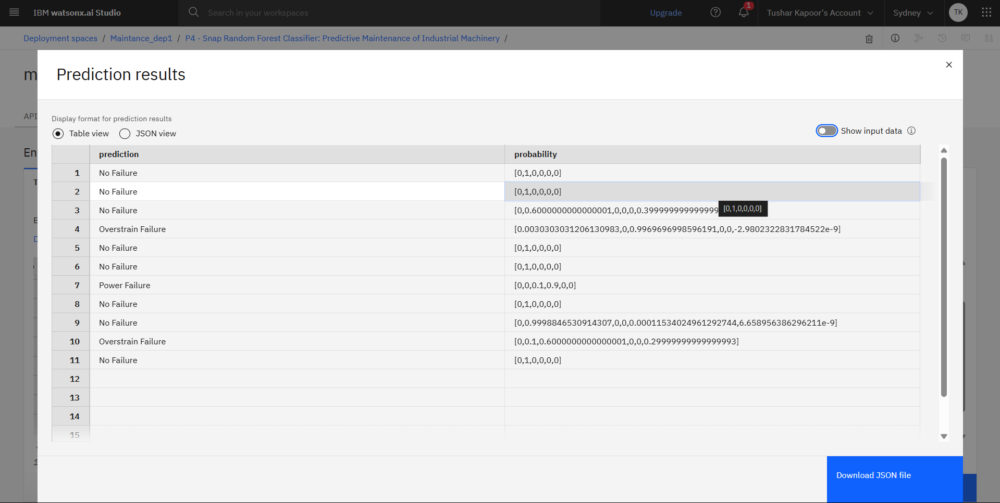 IBM watsonx.ai Studio
Search in your workspaces
Upgrade
1
Tushar Kapoor's Account
Sydney
TK
Deployment spaces / Maintance_dep1 / P4 - Snap Random Forest Classifier: Predictive Maintenance of Industrial Machinery /
Prediction results
API
Display format for prediction results
Table view
JSON view
Show input data
prediction probability
1 No Failure [0,1,0,0,0,0]
2 No Failure [0,1,0,0,0,0]
[0,1,0,0,0,0]
3 No Failure [0,0.6000000000000001,0,0,0,0.399999999999999
4 Overstrain Failure [0.0030303031206130983,0,0.9969696998596191,0,0,-2.9802322831784522e-9]
5 No Failure [0,1,0,0,0,0]
6 No Failure [0,1,0,0,0,0]
7 Power Failure [0,0,0.1,0.9,0,0]
8 No Failure [0,1,0,0,0,0]
9 No Failure [0,0.9998846530914307,0,0,0.00011534024961292744,6.658956386296211e-9]
10 Overstrain Failure [0,0.1,0.6000000000000001,0,0,0.29999999999999993]
11 No Failure [0,1,0,0,0,0]
12
13
14
15
Download JSON file